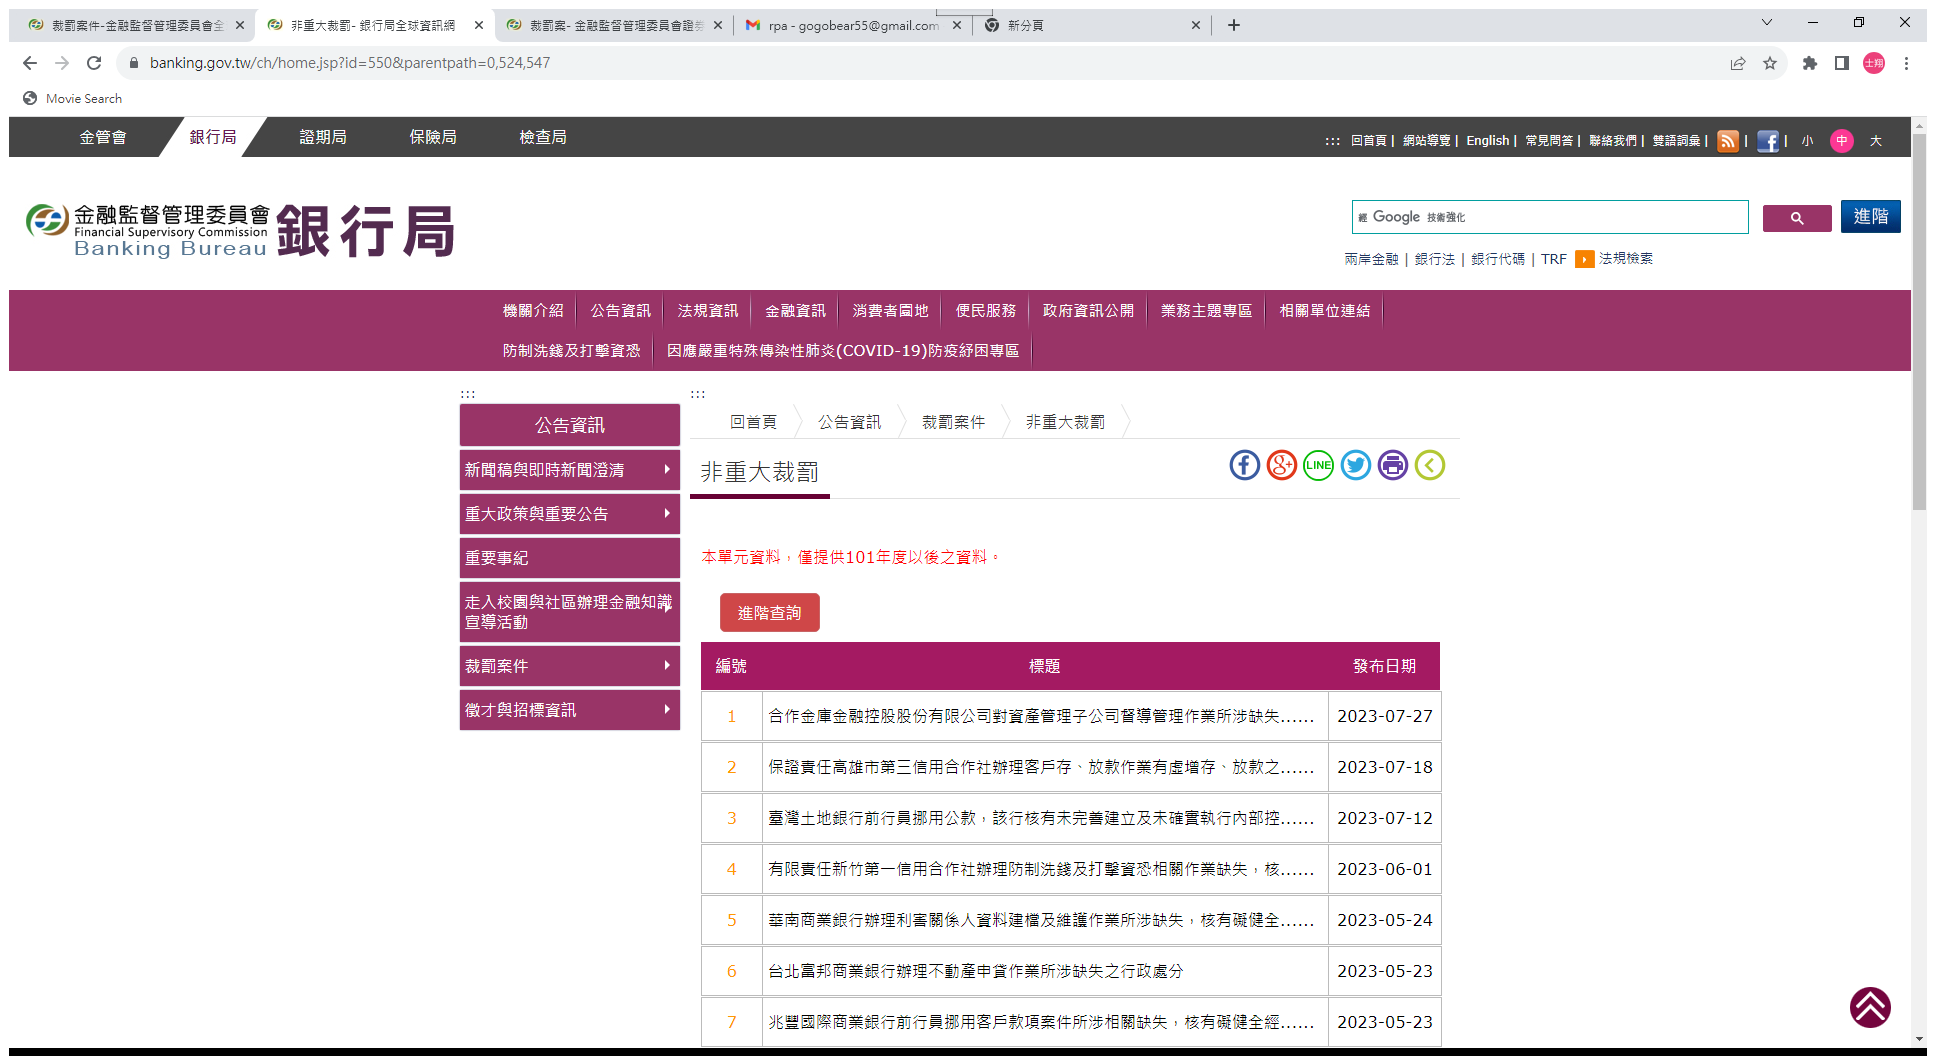 裁罰案件-金融監督管理委員會全
非重大裁罰- 銀行局全球資訊網
裁罰案- 金融監督管理委員會證券
rpa - gogobear55@gmail.com
新分頁
banking.gov.tw/ch/home.jsp?id=550&parentpath=0,524,547
士翔
Movie Search
金管會
銀行局
證期局
保險局
檢查局
::: 回首頁 | 網站導覽 | English | 常見問答 | 聯絡我們 | 雙語詞彙 |
小 中 大
金融監督管理委員會
Financial Supervisory Commission
Banking Bureau
銀行局
經 Google 技術強化
進階
兩岸金融 | 銀行法 | 銀行代碼 | TRF 法規檢索
機關介紹 公告資訊 法規資訊 金融資訊 消費者園地 便民服務 政府資訊公開 業務主題專區 相關單位連結
防制洗錢及打擊資恐 因應嚴重特殊傳染性肺炎(COVID-19)防疫紓困專區
:::
公告資訊
新聞稿與即時新聞澄清
重大政策與重要公告
重要事紀
走入校園與社區辦理金融知識
宣導活動
裁罰案件
徵才與招標資訊
:::
回首頁 公告資訊 裁罰案件 非重大裁罰
非重大裁罰
LINE
本單元資料，僅提供101年度以後之資料。
進階查詢
編號 標題 發布日期
1 合作金庫金融控股股份有限公司對資產管理子公司督導管理作業所涉缺失...... 2023-07-27
2 保證責任高雄市第三信用合作社辦理客戶存、放款作業有虛增存、放款之...... 2023-07-18
3 臺灣土地銀行前行員挪用公款，該行核有未完善建立及未確實執行內部控...... 2023-07-12
4 有限責任新竹第一信用合作社辦理防制洗錢及打擊資恐相關作業缺失，核...... 2023-06-01
5 華南商業銀行辦理利害關係人資料建檔及維護作業所涉缺失，核有礙健全...... 2023-05-24
6 台北富邦商業銀行辦理不動產申貸作業所涉缺失之行政處分 2023-05-23
7 兆豐國際商業銀行前行員挪用客戶款項案件所涉相關缺失，核有礙健全經...... 2023-05-23